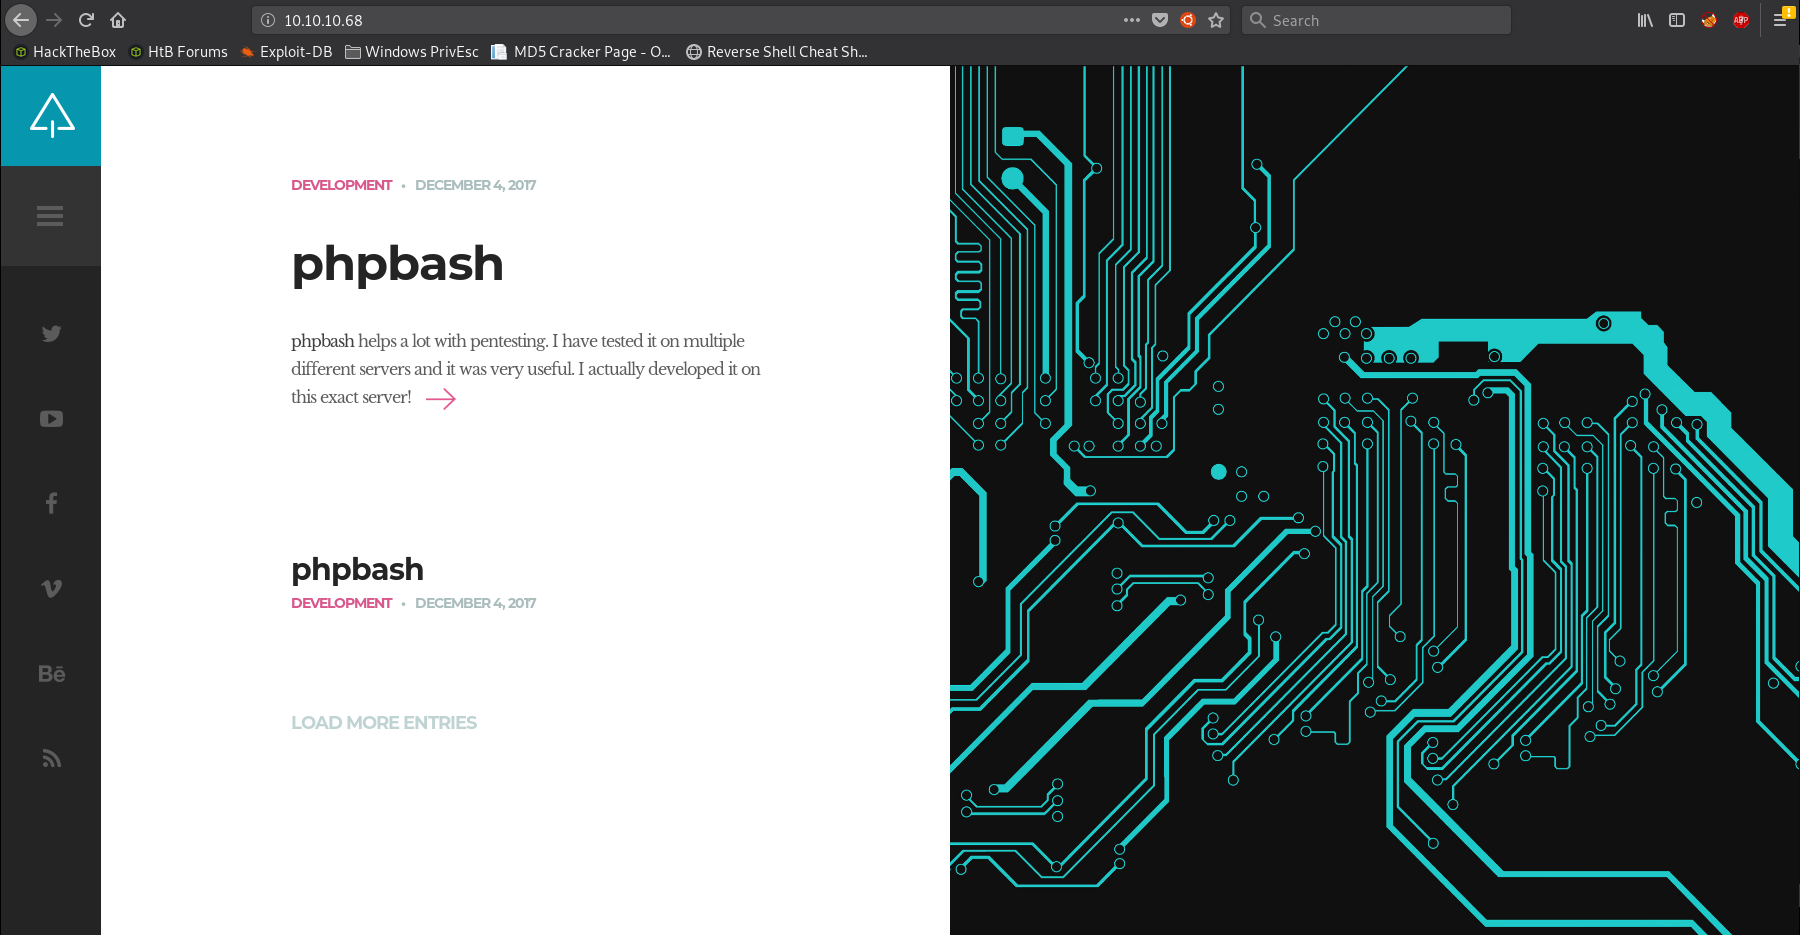 10.10.10.68
Search
HackTheBox HtB Forums Exploit-DB Windows PrivEsc MD5 Cracker Page - O... Reverse Shell Cheat Sh...
DEVELOPMENT • DECEMBER 4, 2017
phpbash
phpbash helps a lot with pentesting. I have tested it on multiple
different servers and it was very useful. I actually developed it on
this exact server!
phpbash
DEVELOPMENT • DECEMBER 4, 2017
LOAD MORE ENTRIES
Bē
ABP